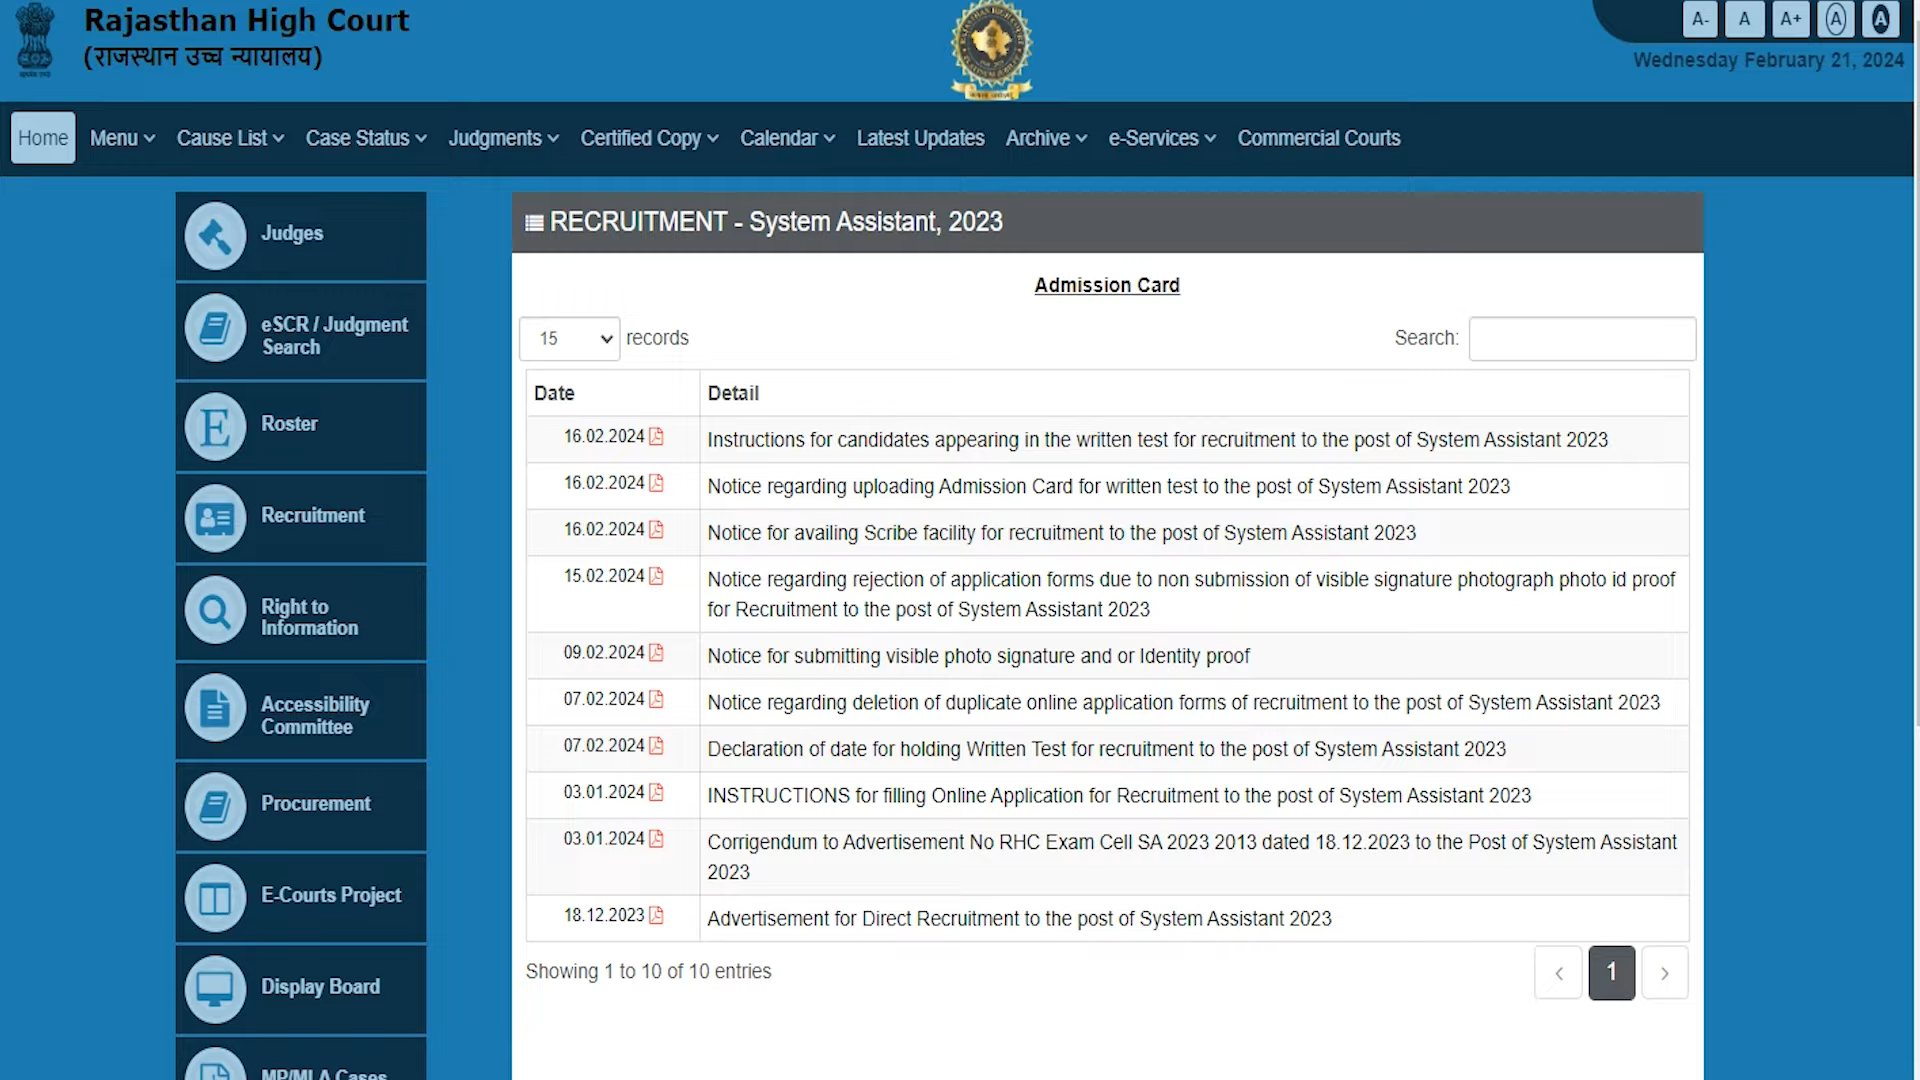 Rajasthan High Court
(राजस्थान उच्च न्यायालय)
A- A A+ A A
Wednesday February 21, 2024
Home Menu Cause List Case Status Judgments Certified Copy Calendar Latest Updates Archive e-Services Commercial Courts
Judges
eSCR / Judgment
Search
Roster
Recruitment
Right to
Information
Accessibility
Committee
Procurement
E-Courts Project
Display Board
MP/MLA Cases
RECRUITMENT - System Assistant, 2023
Admission Card
15 records Search:
Date Detail
16.02.2024 Instructions for candidates appearing in the written test for recruitment to the post of System Assistant 2023
16.02.2024 Notice regarding uploading Admission Card for written test to the post of System Assistant 2023
16.02.2024 Notice for availing Scribe facility for recruitment to the post of System Assistant 2023
15.02.2024 Notice regarding rejection of application forms due to non submission of visible signature photograph photo id proof
for Recruitment to the post of System Assistant 2023
09.02.2024 Notice for submitting visible photo signature and or Identity proof
07.02.2024 Notice regarding deletion of duplicate online application forms of recruitment to the post of System Assistant 2023
07.02.2024 Declaration of date for holding Written Test for recruitment to the post of System Assistant 2023
03.01.2024 INSTRUCTIONS for filling Online Application for Recruitment to the post of System Assistant 2023
03.01.2024 Corrigendum to Advertisement No RHC Exam Cell SA 2023 2013 dated 18.12.2023 to the Post of System Assistant
2023
18.12.2023 Advertisement for Direct Recruitment to the post of System Assistant 2023
Showing 1 to 10 of 10 entries
‹ 1 ›